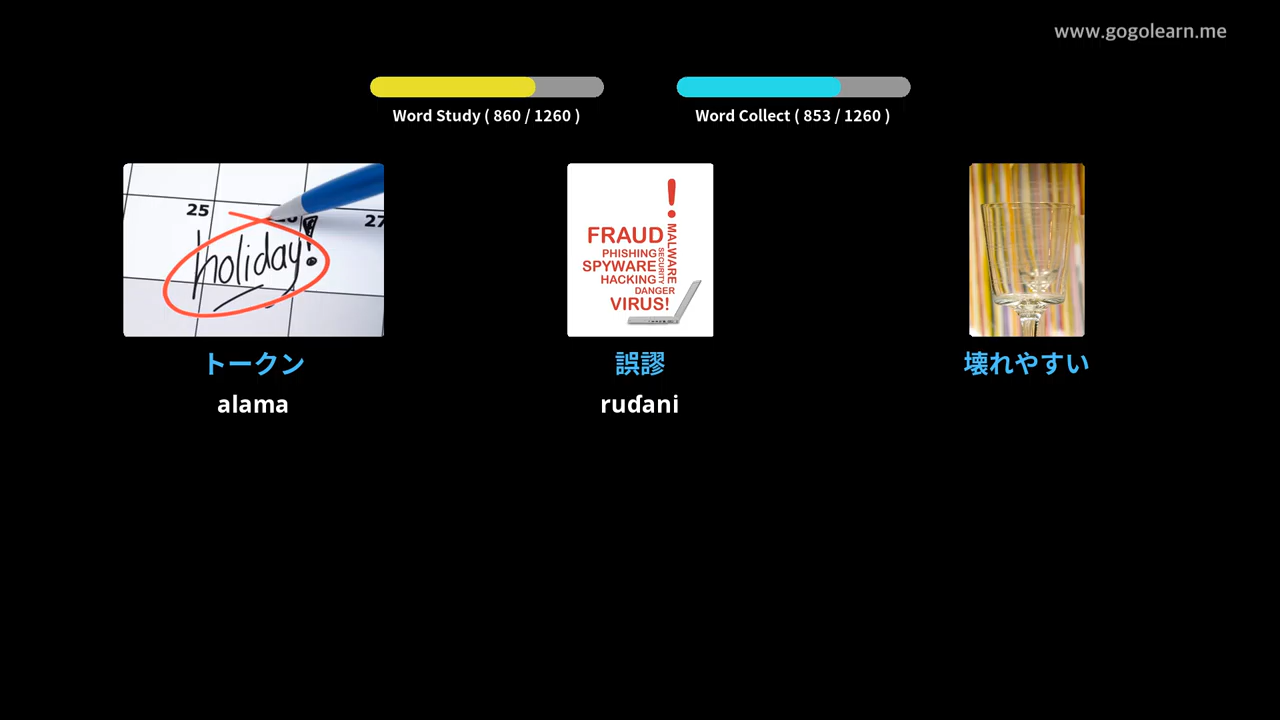 www.gogolearn.me
Word Study ( 860 / 1260 )
Word Collect ( 853 / 1260 )
25
27
holiday!
FRAUD
PHISHING
SPYWARE
HACKING
DANGER
VIRUS!
SECURITY
MALWARE
トークン
誤謬
壊れやすい
alama
ruɗani